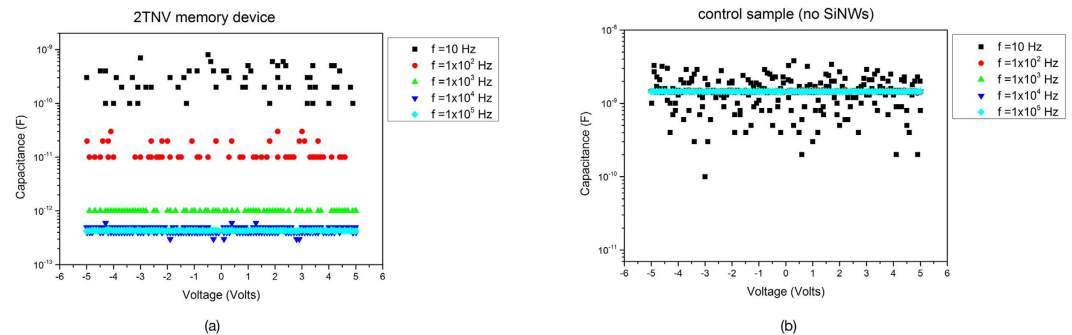 2TNV memory device
10⁻⁹
10⁻¹⁰
10⁻¹¹
10⁻¹²
10⁻¹³
Capacitance (F)
-6 -5 -4 -3 -2 -1 0 1 2 3 4 5 6
Voltage (Volts)
f =10 Hz
f =1x10² Hz
f =1x10³ Hz
f =1x10⁴ Hz
f =1x10⁵ Hz
(a)
control sample (no SiNWs)
10⁻⁸
10⁻⁹
10⁻¹⁰
10⁻¹¹
Capacitance (F)
-6 -5 -4 -3 -2 -1 0 1 2 3 4 5 6
Voltage (Volts)
f =10 Hz
f =1x10² Hz
f =1x10³ Hz
f =1x10⁴ Hz
f =1x10⁵ Hz
(b)